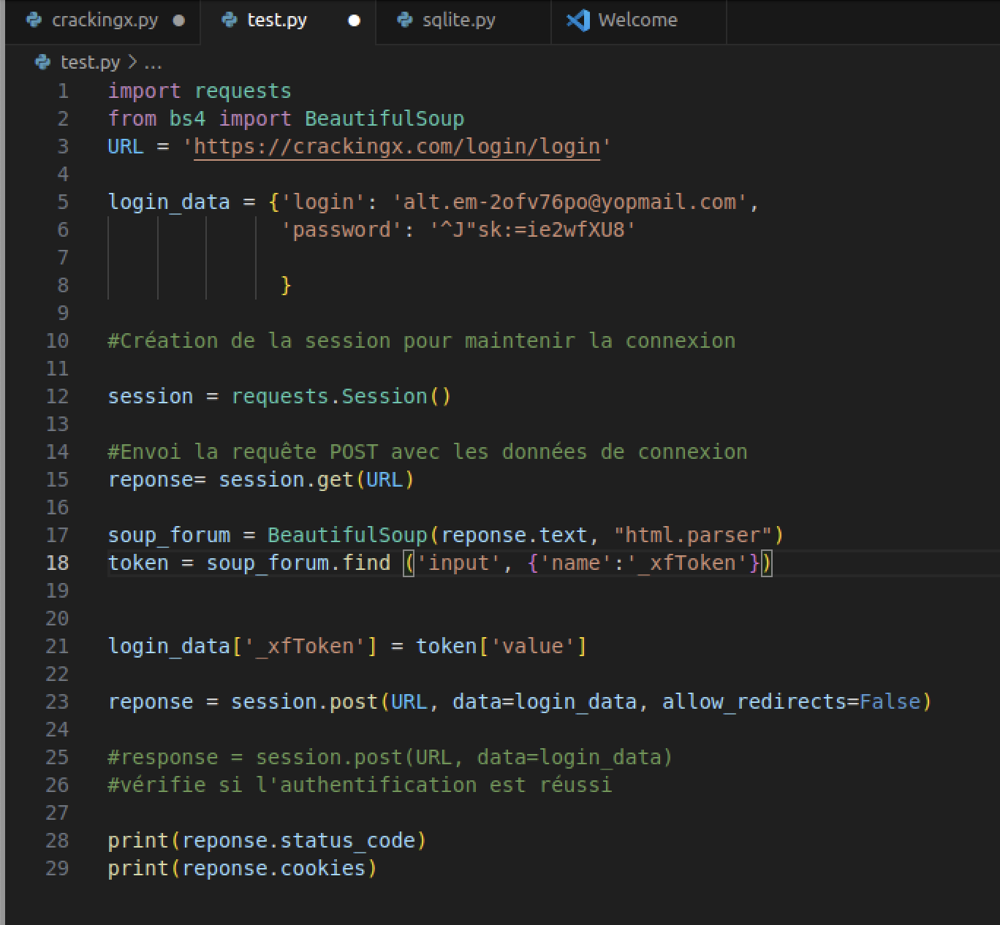 crackingx.py test.py sqlite.py Welcome
test.py > ...
1 import requests
2 from bs4 import BeautifulSoup
3 URL = 'https://crackingx.com/login/login'
4
5 login_data = {'login': 'alt.em-2ofv76po@yopmail.com',
6 'password': '^J"sk:=ie2wfXU8'
7
8 }
9
10 #Création de la session pour maintenir la connexion
11
12 session = requests.Session()
13
14 #Envoi la requête POST avec les données de connexion
15 reponse= session.get(URL)
16
17 soup_forum = BeautifulSoup(reponse.text, "html.parser")
18 token = soup_forum.find ('input', {'name':'_xfToken'})
19
20
21 login_data['_xfToken'] = token['value']
22
23 reponse = session.post(URL, data=login_data, allow_redirects=False)
24
25 #response = session.post(URL, data=login_data)
26 #vérifie si l'authentification est réussi
27
28 print(reponse.status_code)
29 print(reponse.cookies)